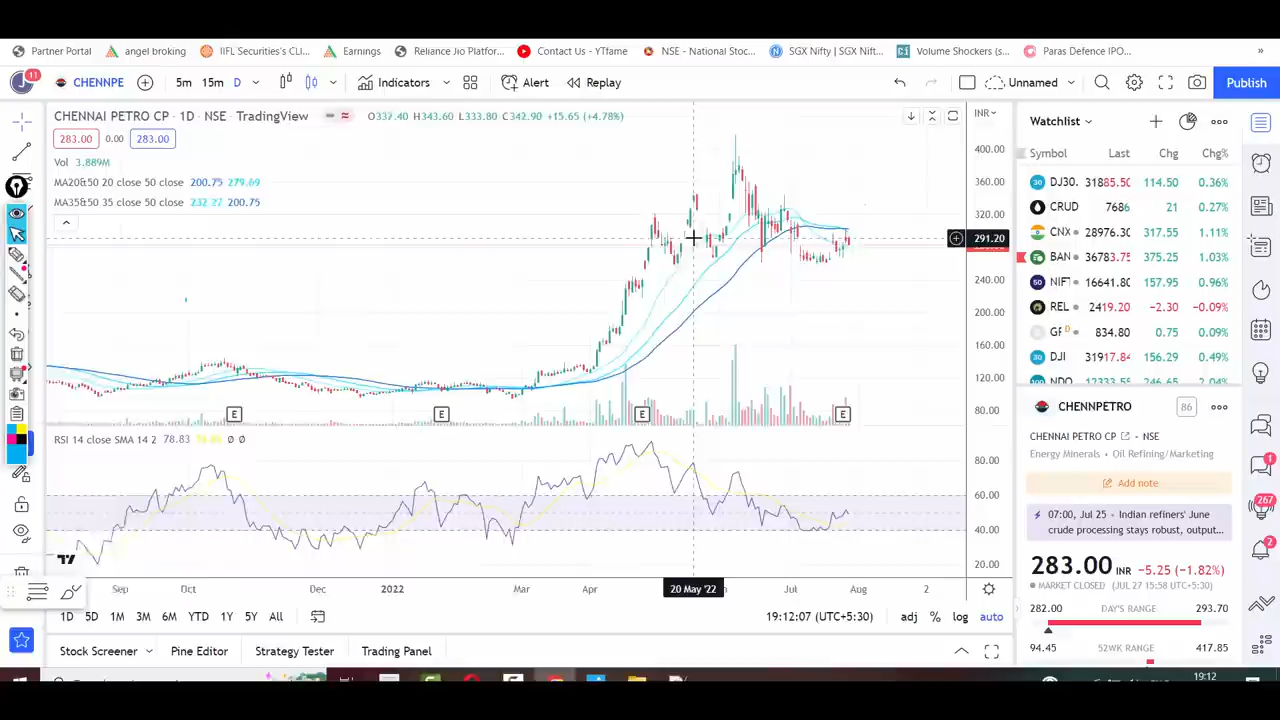 Partner Portal angel broking IIFL Securities's CLI... Earnings Reliance Jio Platfor... Contact Us - YTfame NSE - National Stoc... SGX Nifty | SGX Nift... Volume Shockers (s... Paras Defence IPO... »
11 CHENNPE 5m 15m D Indicators Alert Replay Unnamed Publish
CHENNAI PETRO CP · 1D · NSE · TradingView O337.40 H343.60 L333.80 C342.90 +15.65 (+4.78%) INR
283.00 0.00 283.00
Vol 3.889M
MA20&50 20 close 50 close 200.75 279.69
MA35&50 35 close 50 close 232.27 200.75
400.00
360.00
320.00
291.20
240.00
200.00
160.00
120.00
80.00
E E E E
RSI 14 close SMA 14 2 78.83 Ø Ø
80.00
60.00
40.00
20.00
Sep Oct Dec 2022 Mar Apr 20 May '22 Jul Aug 2
1D 5D 1M 3M 6M YTD 1Y 5Y All 19:12:07 (UTC+5:30) adj % log auto
Stock Screener Pine Editor Strategy Tester Trading Panel
Watchlist
Symbol Last Chg Chg%
DJ30. 31885.50 114.50 0.36%
CRUD 7686 21 0.27%
CNX 28976.30 317.55 1.11%
BAN 36783.75 375.25 1.03%
NIFT 16641.80 157.95 0.96%
REL 2419.20 −2.30 −0.09%
D 834.80 0.75 0.09%
DJI 31917.84 156.29 0.49%
NDQ 12333.55 246.65 2.04%
CHENNPETRO 86
CHENNAI PETRO CP · NSE
Energy Minerals · Oil Refining/Marketing
Add note
07:00, Jul 25 · Indian refiners' June
crude processing stays robust, output...
283.00 INR −5.25 (−1.82%)
MARKET CLOSED (JUL 27 15:58 UTC+5:30)
282.00 DAY'S RANGE 293.70
94.45 52WK RANGE 417.85
1
267
2
19:12